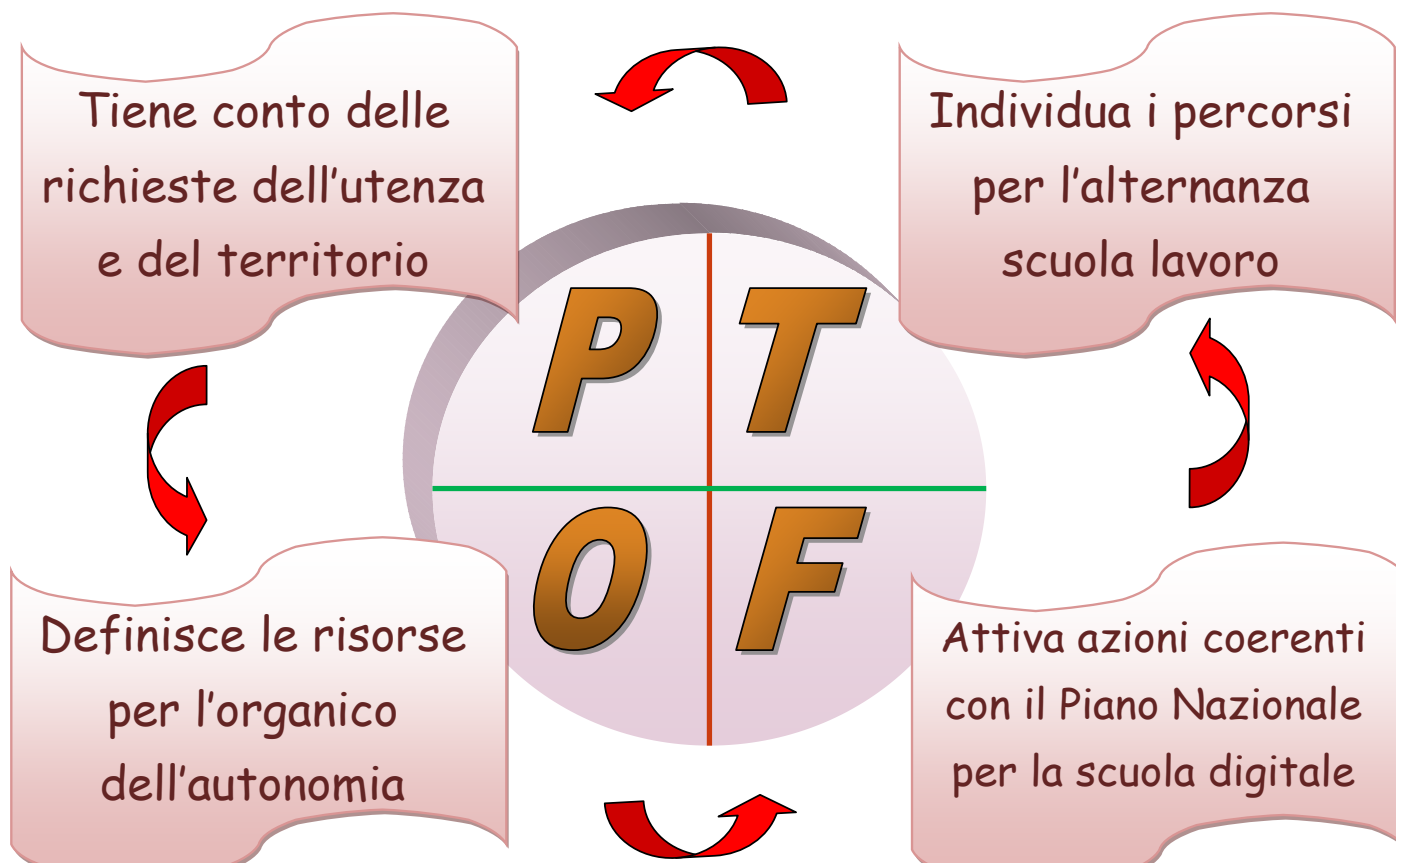 Tiene conto delle
richieste dell'utenza
e del territorio
Individua i percorsi
per l'alternanza
scuola lavoro
P T
O F
Definisce le risorse
per l'organico
dell'autonomia
Attiva azioni coerenti
con il Piano Nazionale
per la scuola digitale